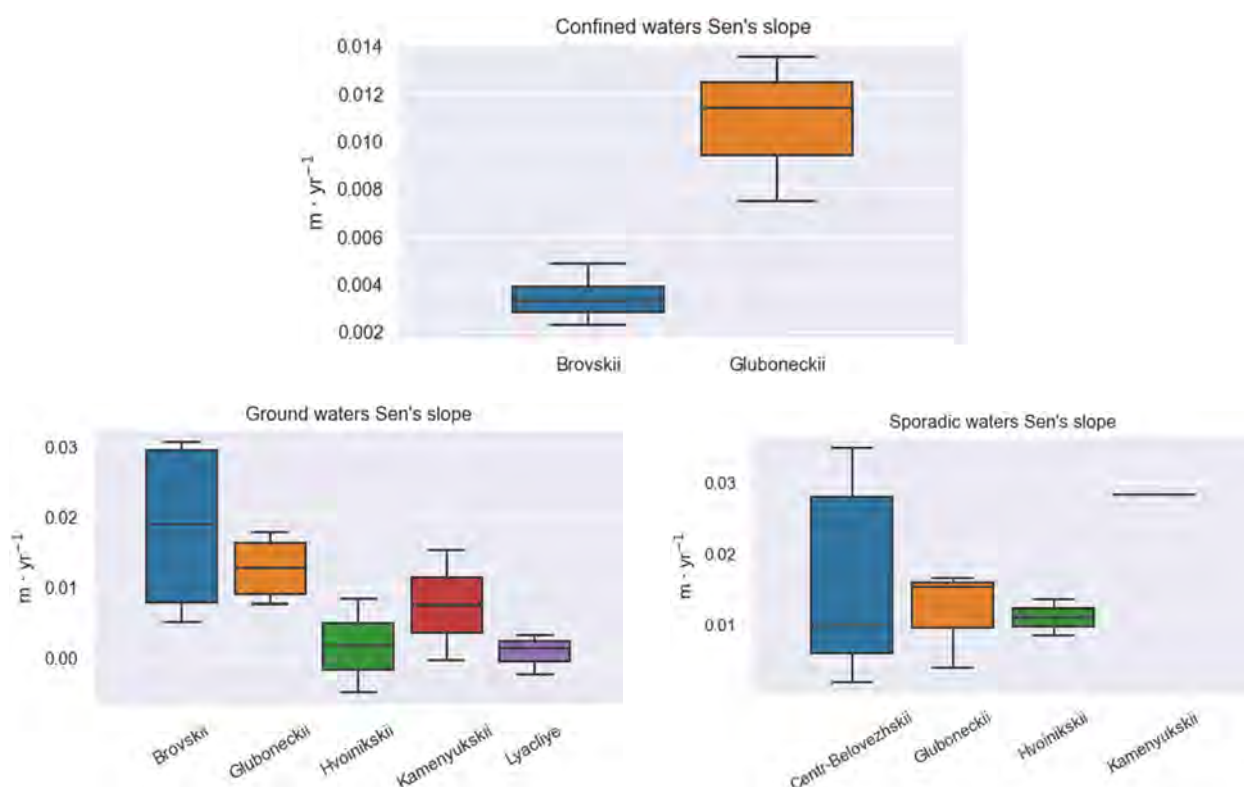 Confined waters Sen's slope
0.014
0.012
0.010
0.008
0.006
0.004
0.002
m · yr⁻¹
Brovskii
Gluboneckii
Ground waters Sen's slope
0.03
0.02
0.01
0.00
m · yr⁻¹
Brovskii
Gluboneckii
Hvoinikskii
Kamenyukskii
Lyacliye
Sporadic waters Sen's slope
0.03
0.02
0.01
m · yr⁻¹
Centr-Belovezhskii
Gluboneckii
Hvoinikskii
Kamenyukskii